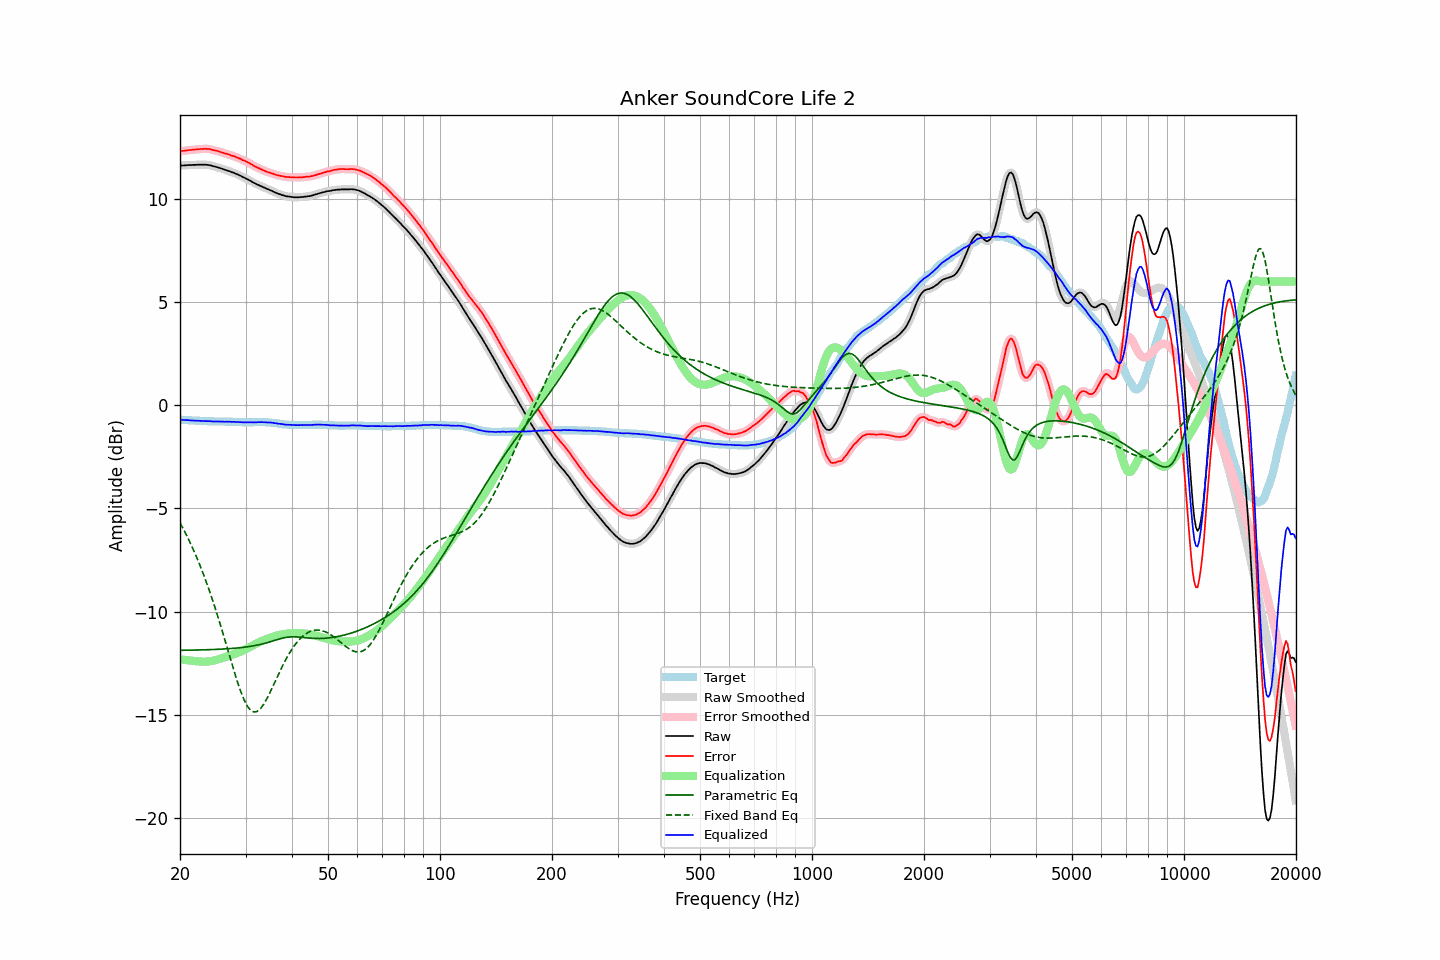 Anker SoundCore Life 2
Amplitude (dBr)
10
5
0
−5
−10
−15
−20
Target
Raw Smoothed
Error Smoothed
Raw
Error
Equalization
Parametric Eq
Fixed Band Eq
Equalized
20 50 100 200 500 1000 2000 5000 10000 20000
Frequency (Hz)